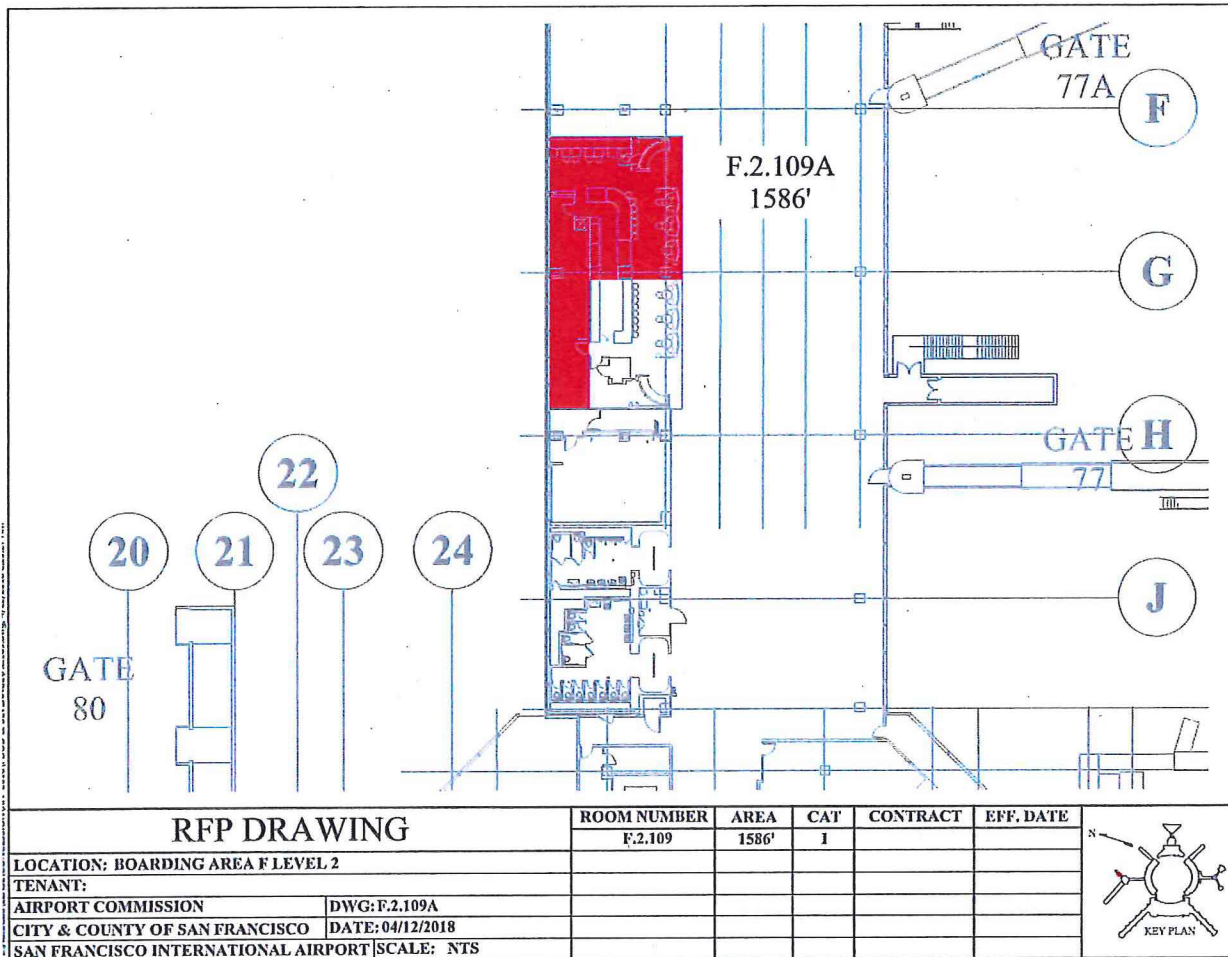 GATE
77A
F
F.2.109A
1586'
G
GATE
77
H
22
20
21
23
24
J
GATE
80
RFP DRAWING
ROOM NUMBER AREA CAT CONTRACT EFF. DATE
F.2.109 1586' 1
LOCATION: BOARDING AREA F LEVEL 2
TENANT:
AIRPORT COMMISSION DWG: F.2.109A
CITY & COUNTY OF SAN FRANCISCO DATE: 04/12/2018
SAN FRANCISCO INTERNATIONAL AIRPORT SCALE: NTS
N
KEY PLAN